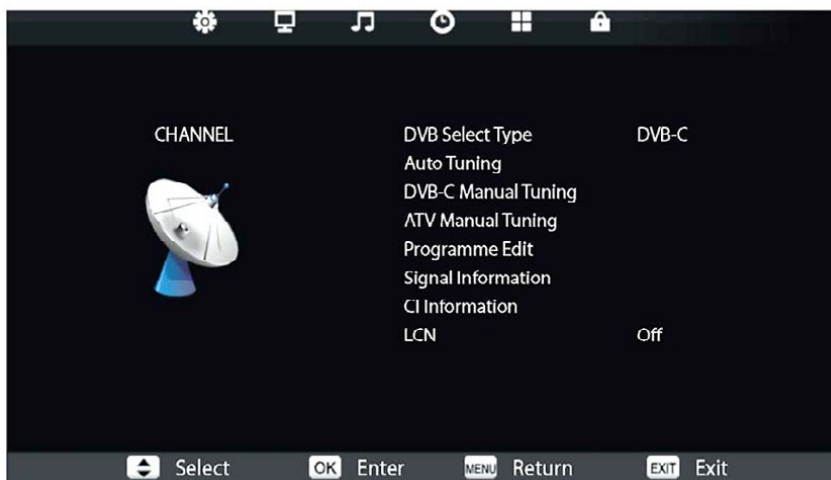 CHANNEL
DVB Select Type DVB-C
Auto Tuning
DVB-C Manual Tuning
ATV Manual Tuning
Programme Edit
Signal Information
CI Information
LCN Off
Select OK Enter MENU Return EXIT Exit